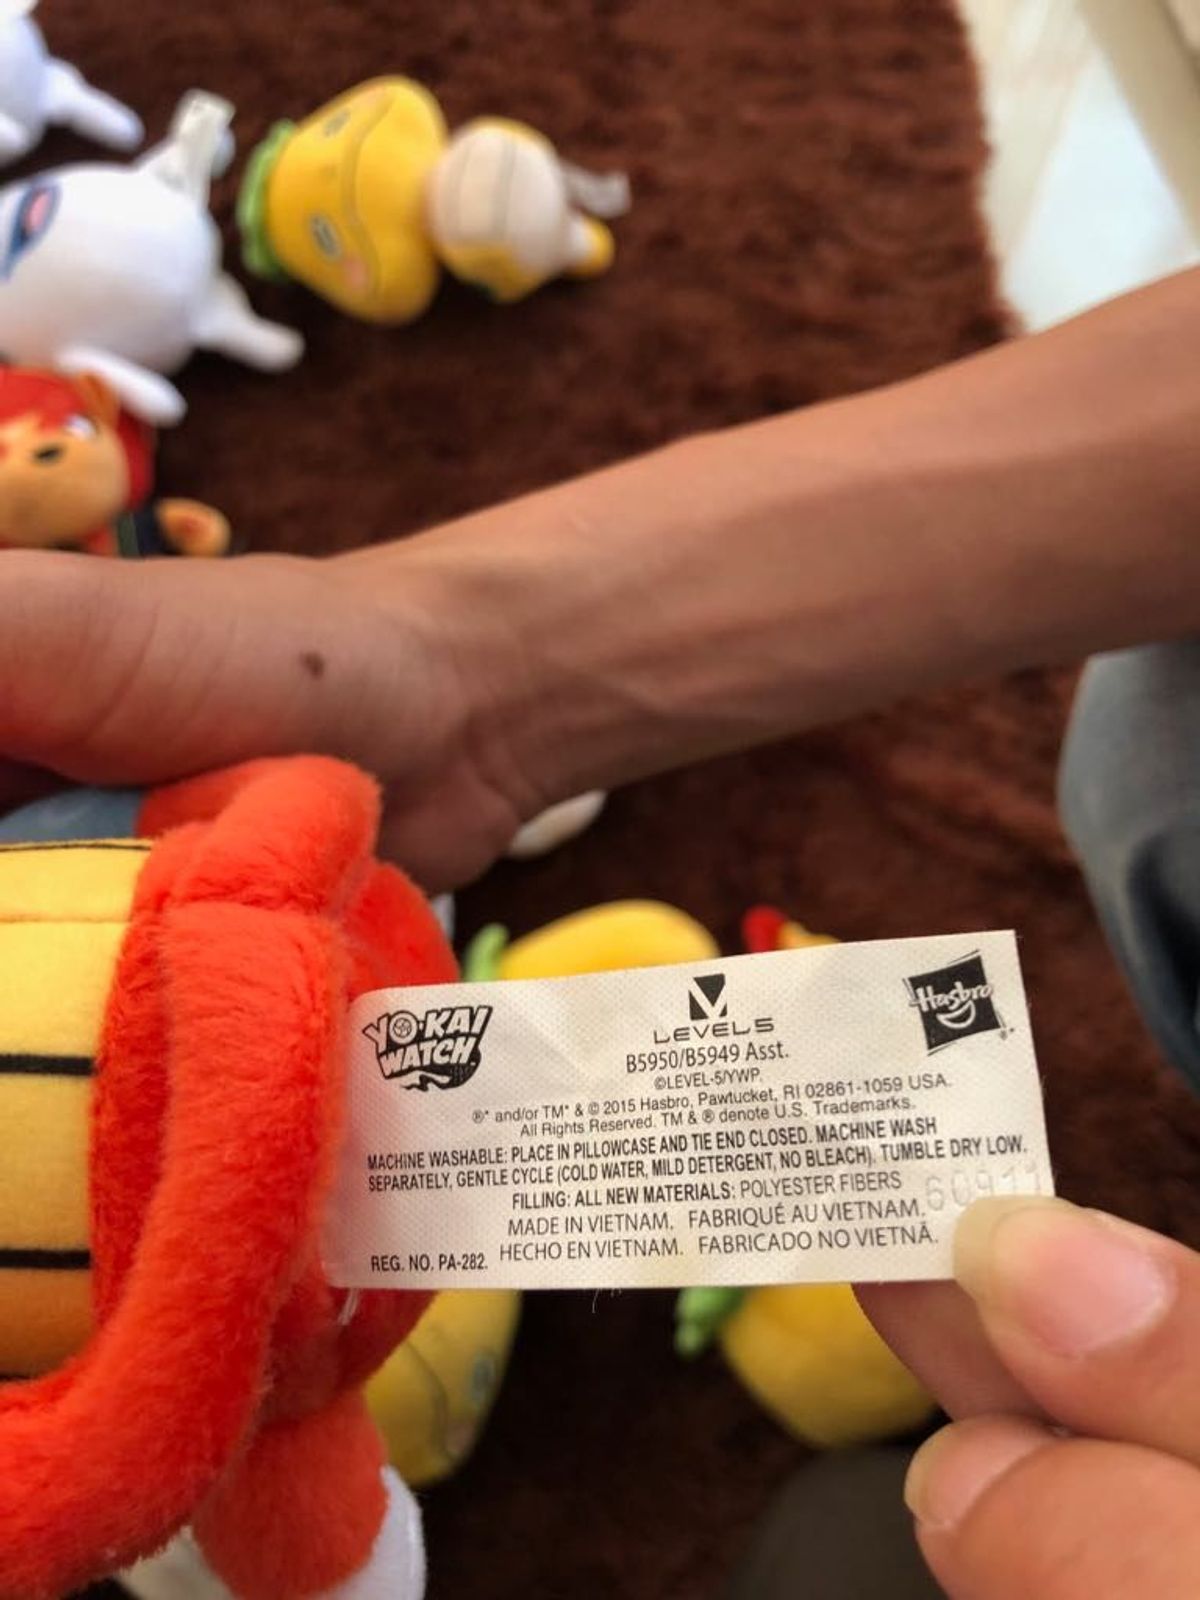 YO-KAI WATCH
LEVEL5
Hasbro
B5950/B5949 Asst.
©LEVEL-5/YWP.
®* and/or TM* & © 2015 Hasbro, Pawtucket, RI 02861-1059 USA.
All Rights Reserved. TM & ® denote U.S. Trademarks.
MACHINE WASHABLE: PLACE IN PILLOWCASE AND TIE END CLOSED. MACHINE WASH
SEPARATELY, GENTLE CYCLE (COLD WATER, MILD DETERGENT, NO BLEACH). TUMBLE DRY LOW.
FILLING: ALL NEW MATERIALS: POLYESTER FIBERS
MADE IN VIETNAM. FABRIQUÉ AU VIETNAM.
REG. NO. PA-282. HECHO EN VIETNAM. FABRICADO NO VIETNÃ.